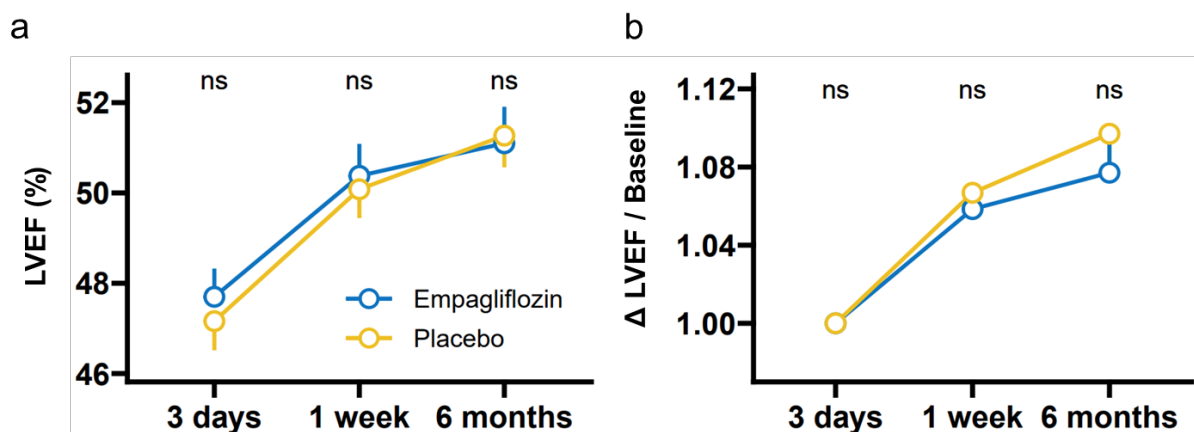 a
ns ns ns
52
50
48
46
LVEF (%)
Empagliflozin
Placebo
3 days 1 week 6 months
b
ns ns ns
1.12
1.08
1.04
1.00
Δ LVEF / Baseline
3 days 1 week 6 months